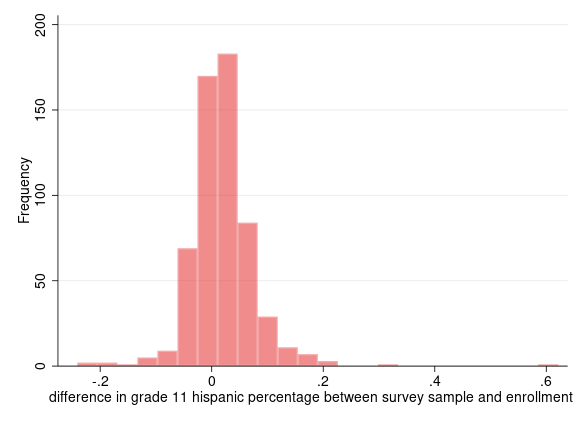 200
150
100
50
0
Frequency
-.2 0 .2 .4 .6
difference in grade 11 hispanic percentage between survey sample and enrollment